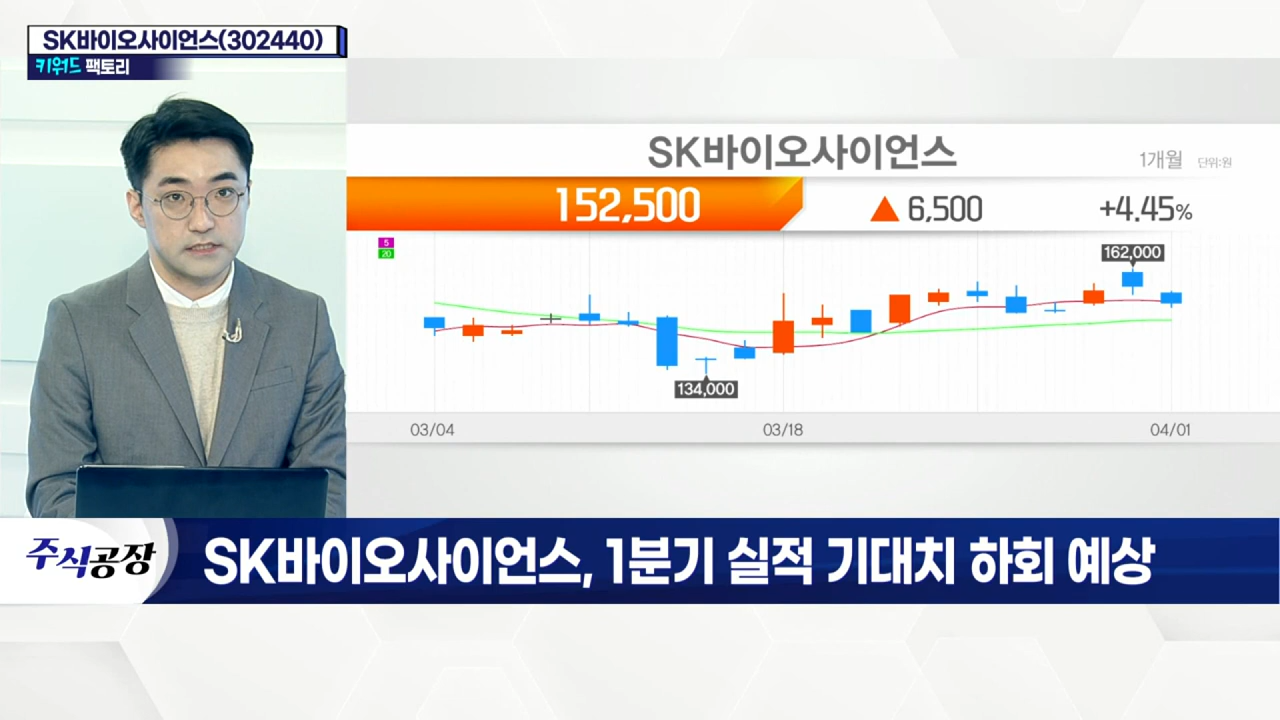 SK바이오사이언스(302440)
키워드 팩토리
SK바이오사이언스
1개월 단위:원
152,500 ▲ 6,500 +4.45%
5
20
162,000
134,000
03/04 03/18 04/01
주식공장
SK바이오사이언스, 1분기 실적 기대치 하회 예상